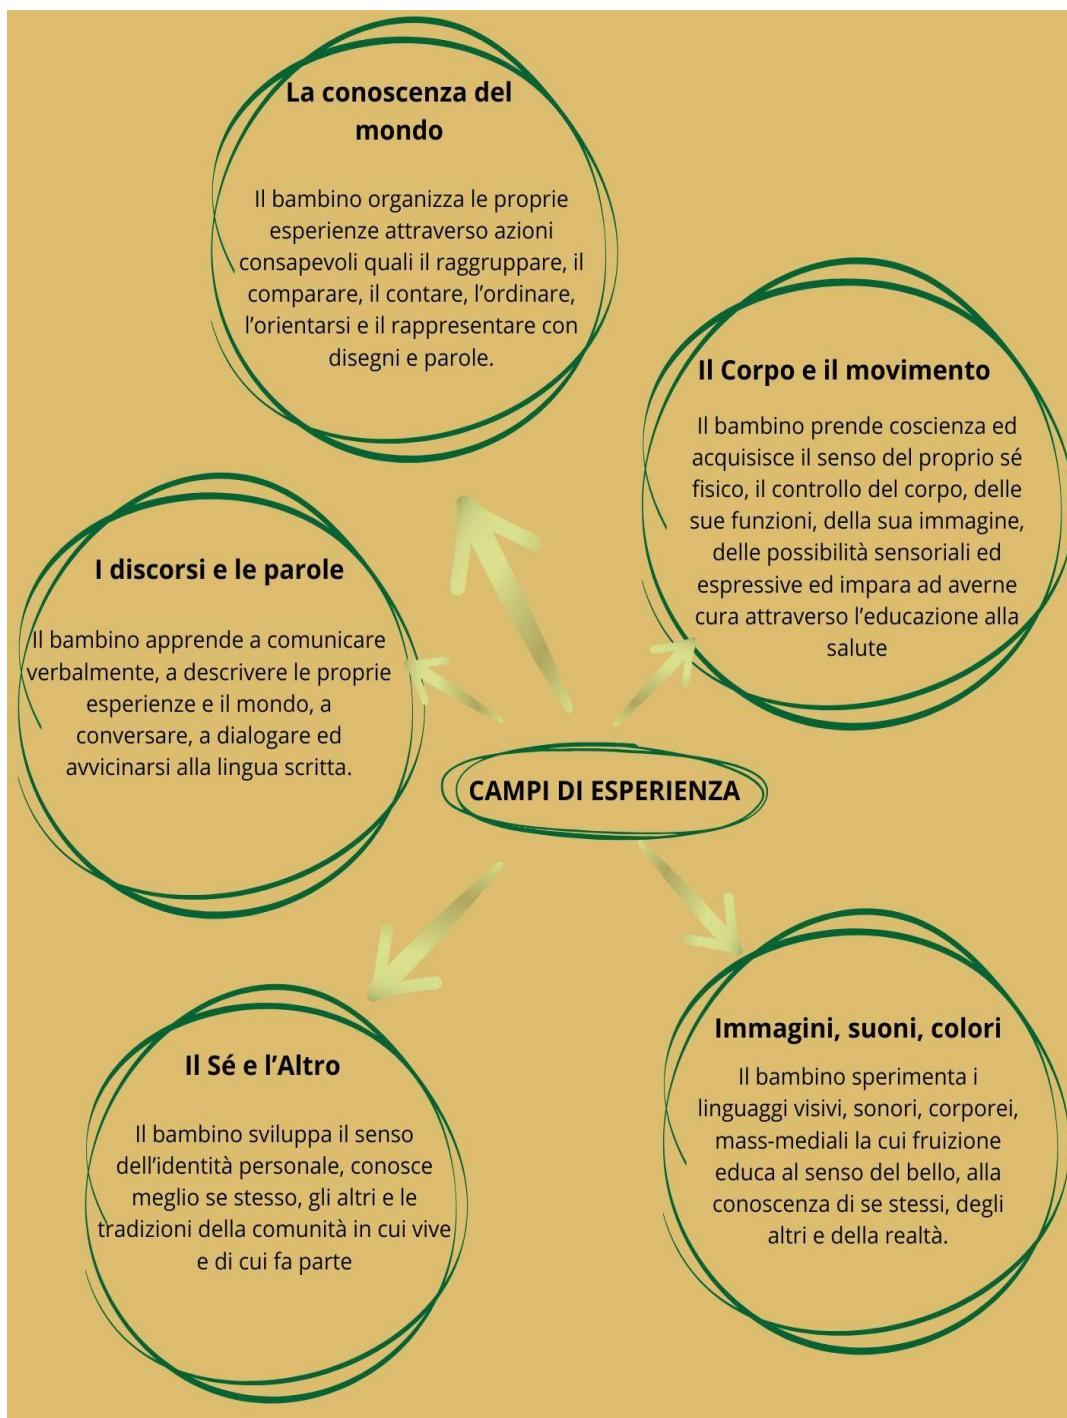 La conoscenza del
mondo
Il bambino organizza le proprie
esperienze attraverso azioni
consapevoli quali il raggruppare, il
comparare, il contare, l'ordinare,
l'orientarsi e il rappresentare con
disegni e parole.
Il Corpo e il movimento
Il bambino prende coscienza ed
acquisisce il senso del proprio sé
fisico, il controllo del corpo, delle
sue funzioni, della sua immagine,
delle possibilità sensoriali ed
espressive ed impara ad averne
cura attraverso l'educazione alla
salute
I discorsi e le parole
Il bambino apprende a comunicare
verbalmente, a descrivere le proprie
esperienze e il mondo, a
conversare, a dialogare ed
avvicinarsi alla lingua scritta.
CAMPI DI ESPERIENZA
Il Sé e l'Altro
Il bambino sviluppa il senso
dell'identità personale, conosce
meglio se stesso, gli altri e le
tradizioni della comunità in cui vive
e di cui fa parte
Immagini, suoni, colori
Il bambino sperimenta i
linguaggi visivi, sonori, corporei,
mass-mediali la cui fruizione
educa al senso del bello, alla
conoscenza di se stessi, degli
altri e della realtà.